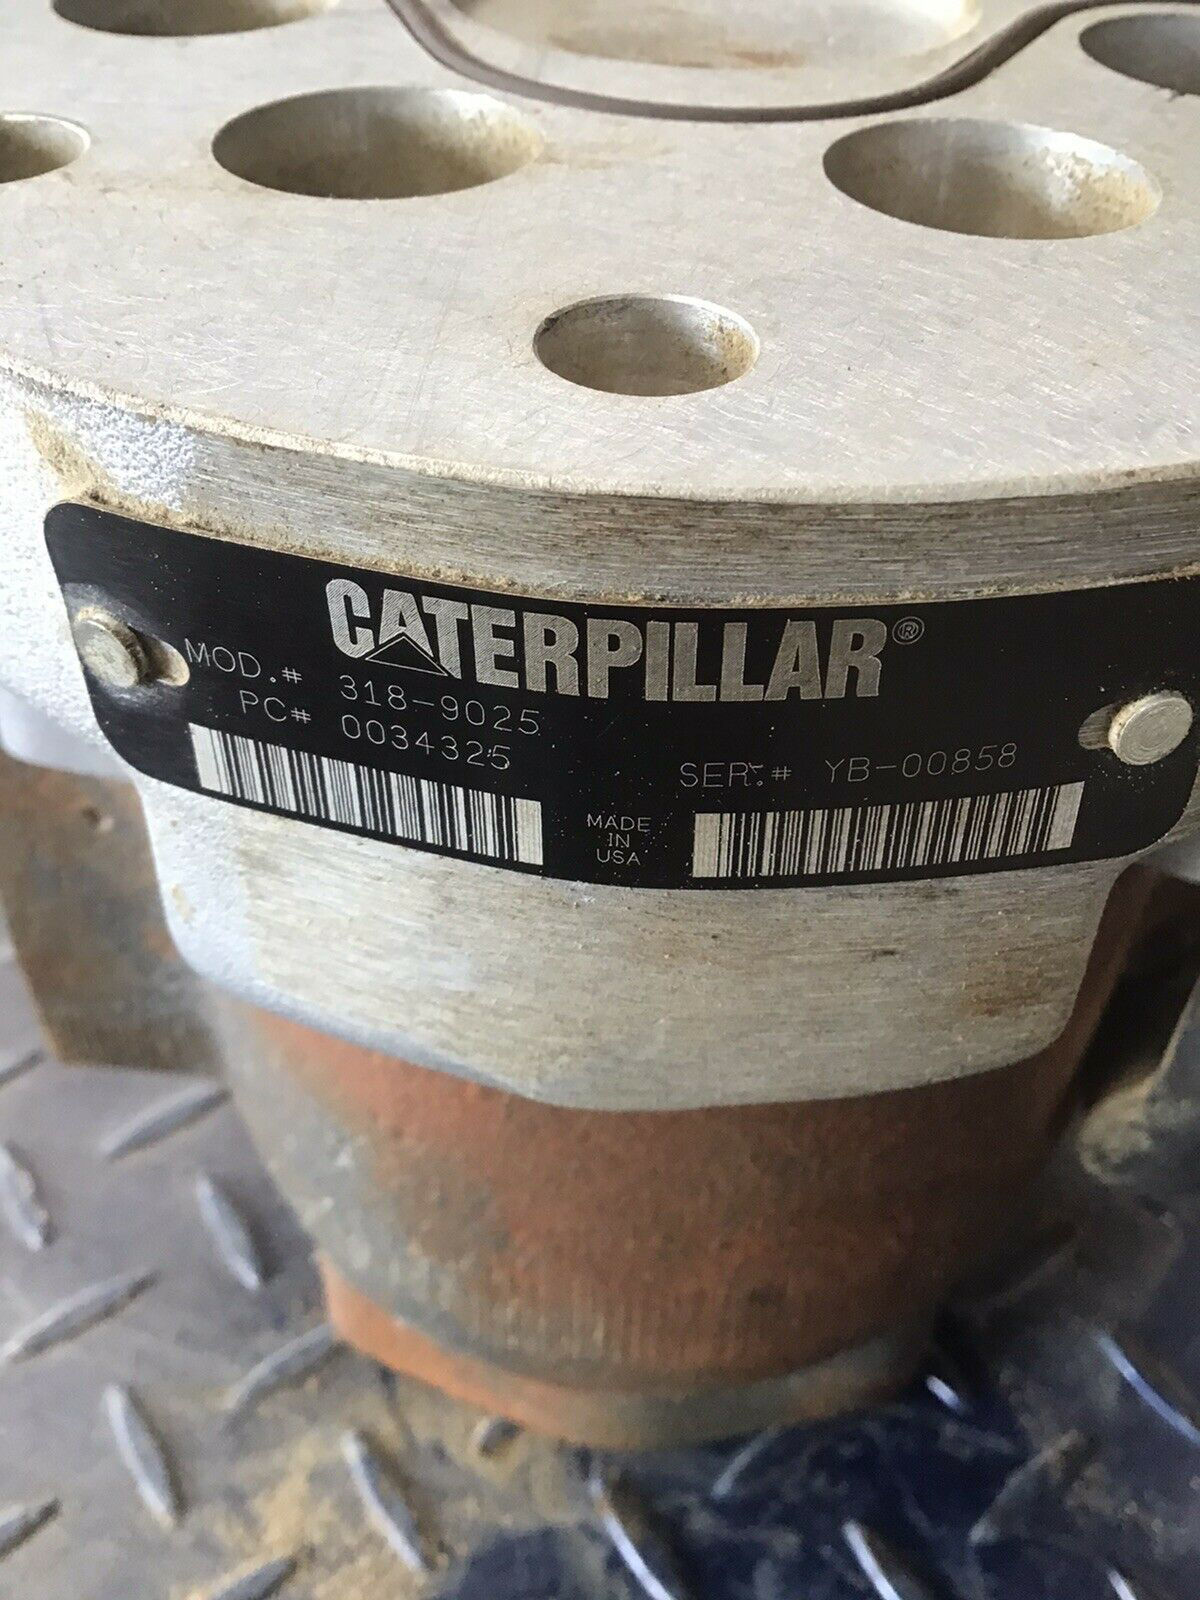 CATERPILLAR®
MOD.# 318-9025
PC# 0034325
SER.# YB-00858
MADE
IN
USA